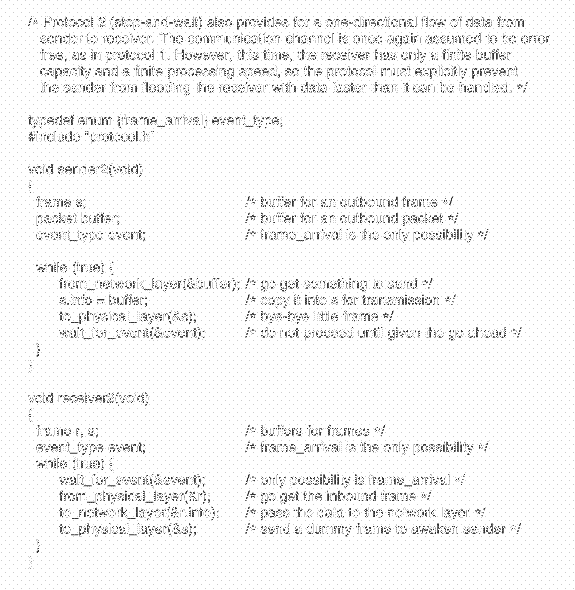 /* Protocol 2 (stop-and-wait) also provides for a one-directional flow of data from
sender to receiver. The communication channel is once again assumed to be error
free, as in protocol 1. However, this time, the receiver has only a finite buffer
capacity and a finite processing speed, so the protocol must explicitly prevent
the sender from flooding the receiver with data faster than it can be handled. */
typedef enum {frame_arrival} event_type;
#include "protocol.h"
void sender2(void)
{
frame s; /* buffer for an outbound frame */
packet buffer; /* buffer for an outbound packet */
event_type event; /* frame_arrival is the only possibility */
while (true) {
from_network_layer(&buffer); /* go get something to send */
s.info = buffer; /* copy it into s for transmission */
to_physical_layer(&s); /* bye-bye little frame */
wait_for_event(&event); /* do not proceed until given the go ahead */
}
}
void receiver2(void)
{
frame r, s; /* buffers for frames */
event_type event; /* frame_arrival is the only possibility */
while (true) {
wait_for_event(&event); /* only possibility is frame_arrival */
from_physical_layer(&r); /* go get the inbound frame */
to_network_layer(&r.info); /* pass the data to the network layer */
to_physical_layer(&s); /* send a dummy frame to awaken sender */
}
}